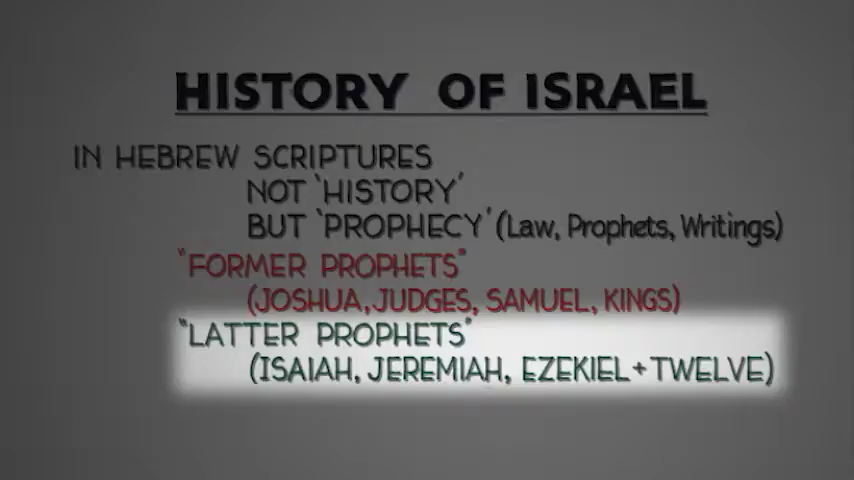 HISTORY OF ISRAEL
IN HEBREW SCRIPTURES
NOT 'HISTORY'
BUT 'PROPHECY' (Law, Prophets, Writings)
"FORMER PROPHETS"
(JOSHUA, JUDGES, SAMUEL, KINGS)
"LATTER PROPHETS"
(ISAIAH, JEREMIAH, EZEKIEL + TWELVE)